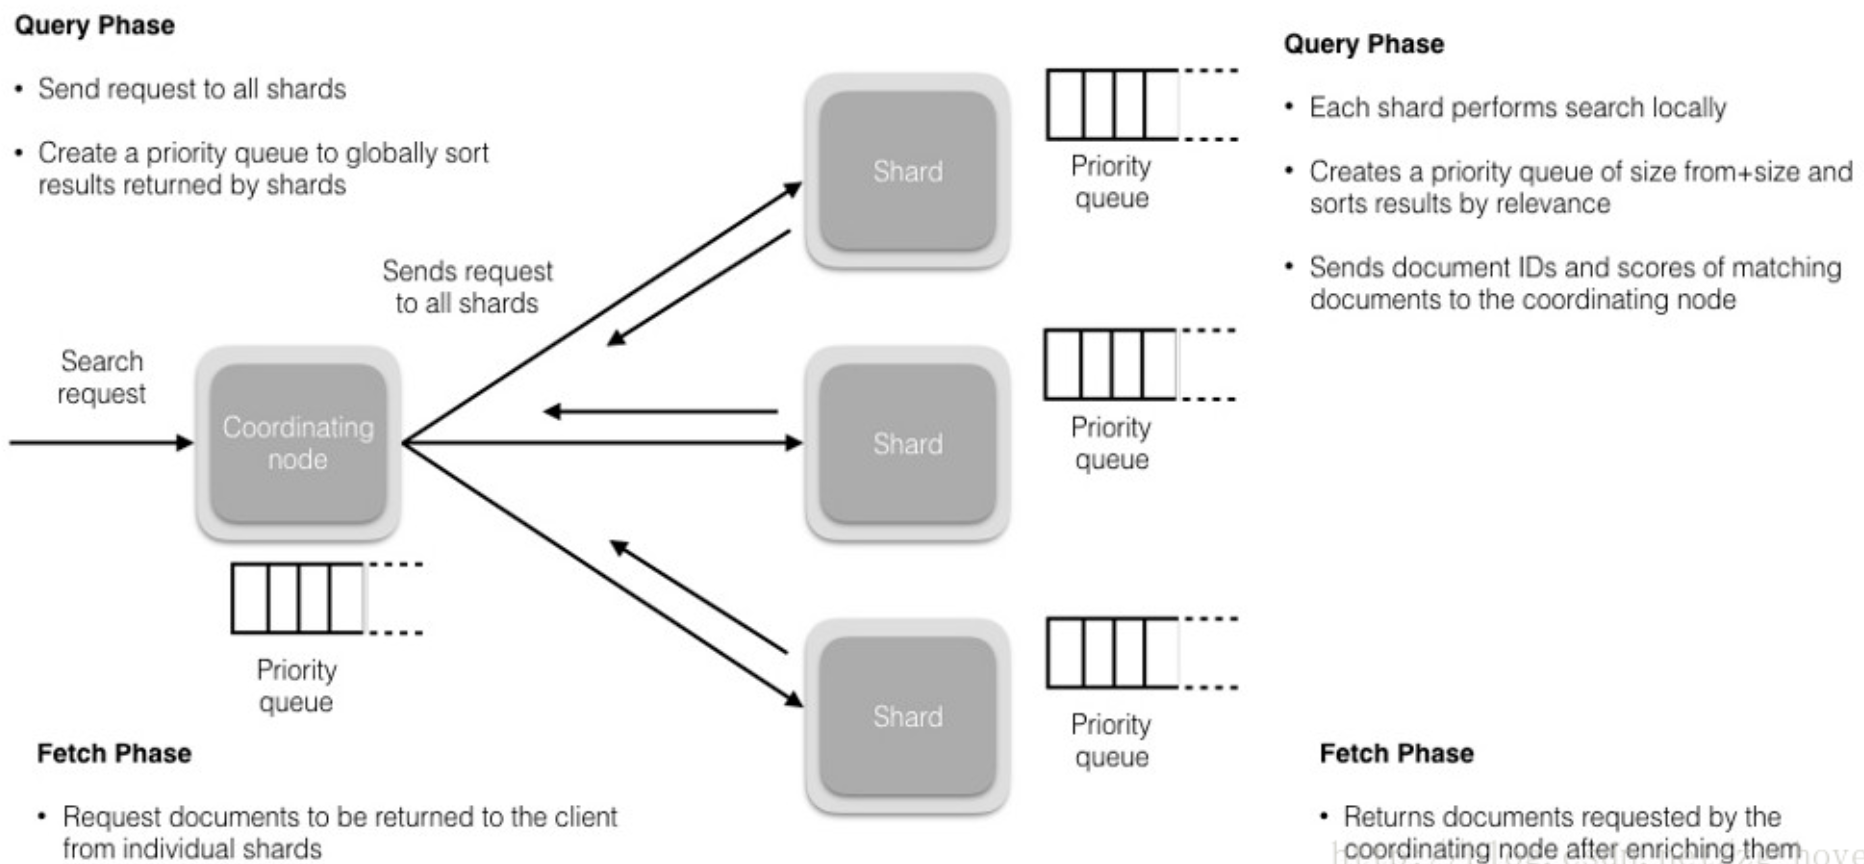 Query Phase
• Send request to all shards
• Create a priority queue to globally sort
results returned by shards
Sends request
to all shards
Search
request
Coordinating
node
Priority
queue
Fetch Phase
• Request documents to be returned to the client
from individual shards
Shard
Priority
queue
Shard
Priority
queue
Shard
Priority
queue
Query Phase
• Each shard performs search locally
• Creates a priority queue of size from+size and
sorts results by relevance
• Sends document IDs and scores of matching
documents to the coordinating node
Fetch Phase
• Returns documents requested by the
coordinating node after enriching them